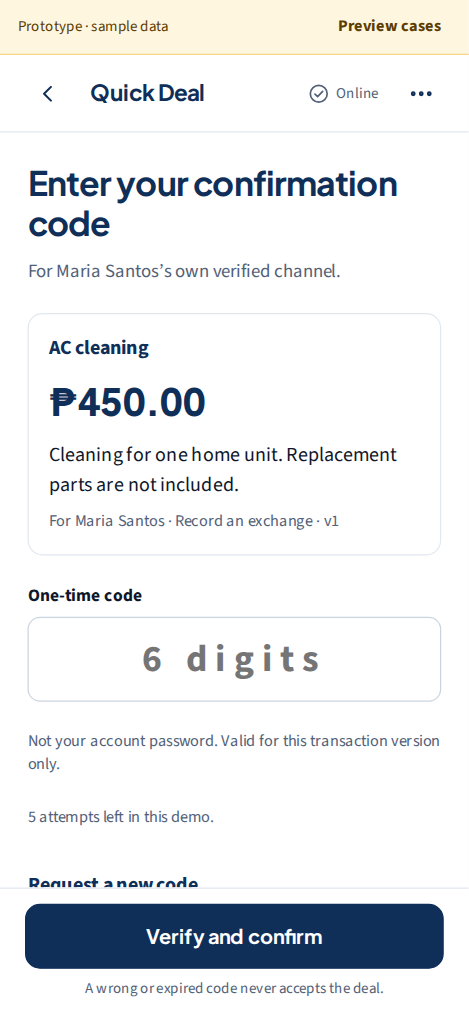 Prototype · sample data
Preview cases
Quick Deal
Online
Enter your confirmation
code
For Maria Santos’s own verified channel.
AC cleaning
₱450.00
Cleaning for one home unit. Replacement
parts are not included.
For Maria Santos · Record an exchange · v1
One-time code
6 digits
Not your account password. Valid for this transaction version
only.
5 attempts left in this demo.
Request a new code
Verify and confirm
A wrong or expired code never accepts the deal.